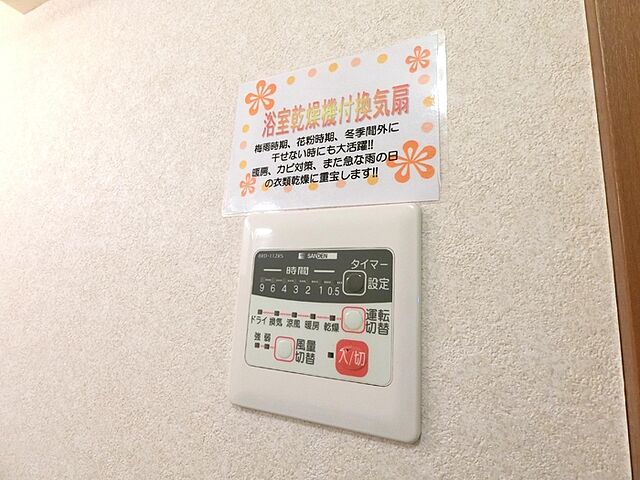 浴室乾燥機付換気扇
梅雨時期、花粉時期、冬季間外に
干せない時にも大活躍!!
暖房、カビ対策、また急な雨の日
の衣類乾燥に重宝します!!
SANDEN
タイマー
時間
設定
9 6 4 3 2 1 0.5
ドライ 換気 涼風 暖房 乾燥
運転
切替
強 弱
風量
切替
入/切